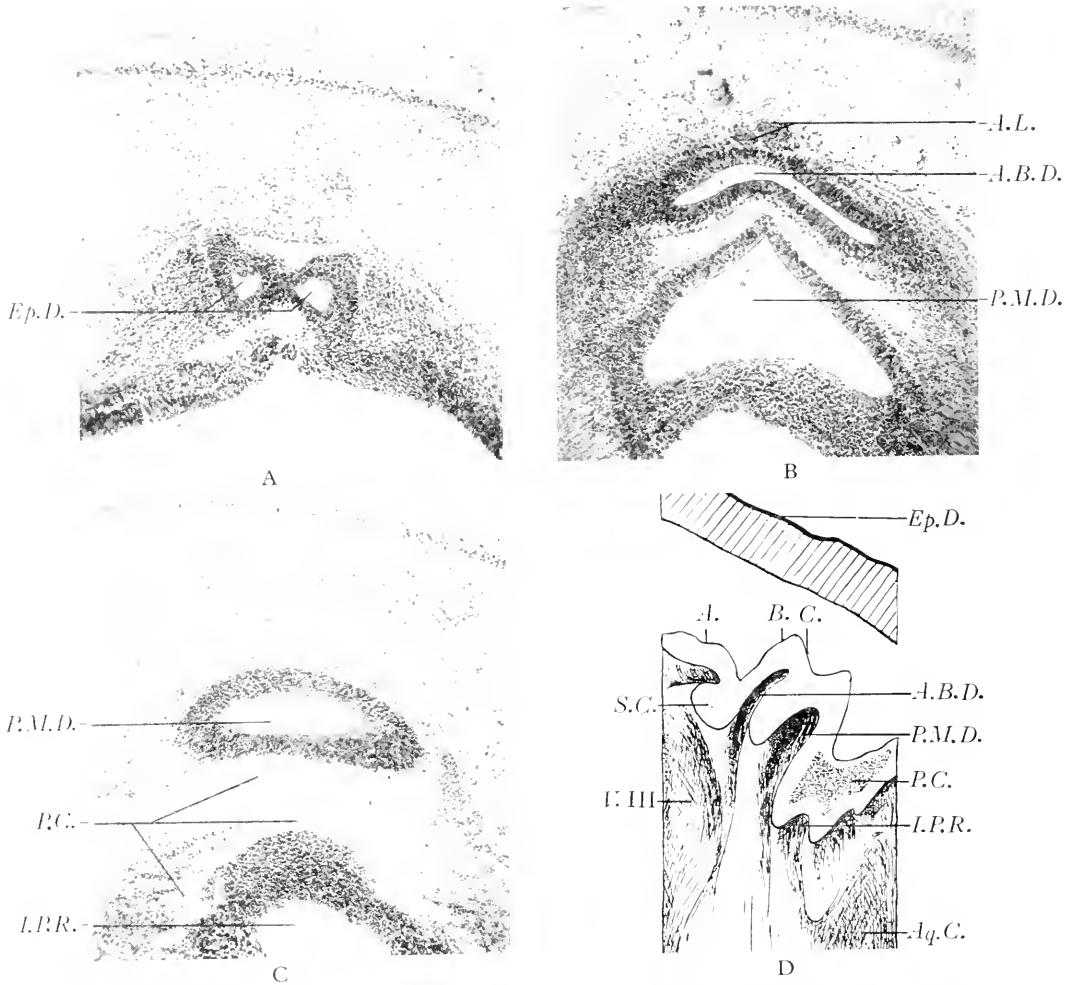 Ep.D.
A
A.L.
A.B.D.
P.M.D.
B
P.M.D.
P.C.
I.P.R.
C
Ep.D.
A. B. C.
S.C.
A.B.D.
P.M.D.
P.C.
V.III
I.P.R.
Aq.C.
D